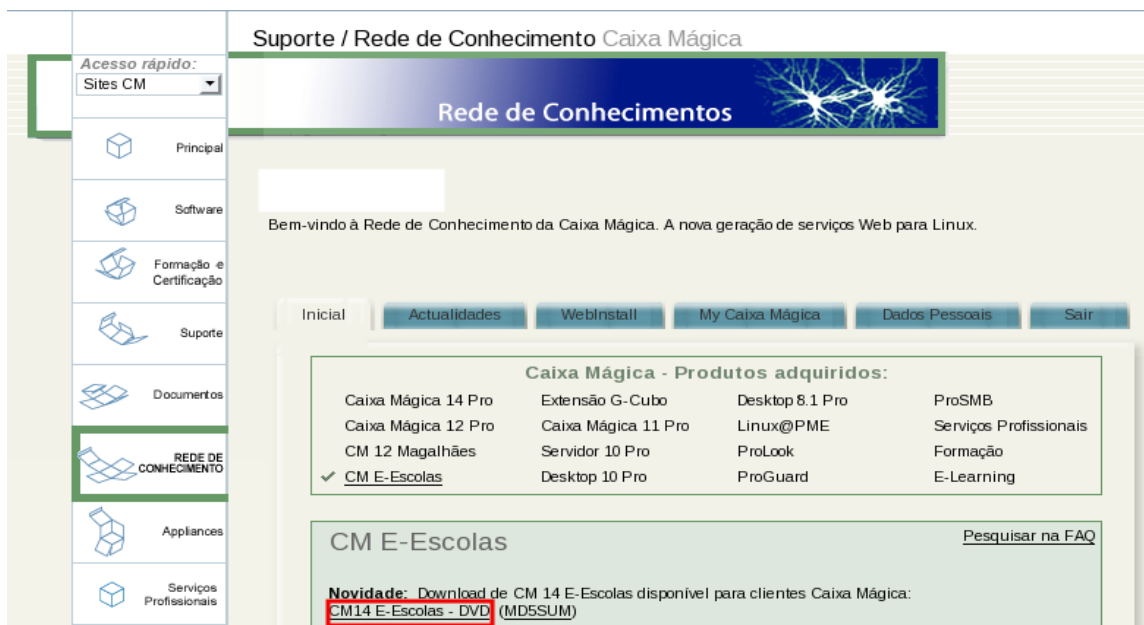 Suporte / Rede de Conhecimento Caixa Mágica
Acesso rápido:
Sites CM
Rede de Conhecimentos
Principal
Software
Formação e
Certificação
Suporte
Documentos
REDE DE
CONHECIMENTO
Appliances
Serviços
Profissionais
Bem-vindo à Rede de Conhecimento da Caixa Mágica. A nova geração de serviços Web para Linux.
Inicial Actualidades WebInstall My Caixa Mágica Dados Pessoais Sair
Caixa Mágica - Produtos adquiridos:
Caixa Mágica 14 Pro Extensão G-Cubo Desktop 8.1 Pro ProSMB
Caixa Mágica 12 Pro Caixa Mágica 11 Pro Linux@PME Serviços Profissionais
CM 12 Magalhães Servidor 10 Pro ProLook Formação
CM E-Escolas Desktop 10 Pro ProGuard E-Learning
CM E-Escolas Pesquisar na FAQ
Novidade: Download de CM 14 E-Escolas disponível para clientes Caixa Mágica:
CM14 E-Escolas - DVD (MD5SUM)